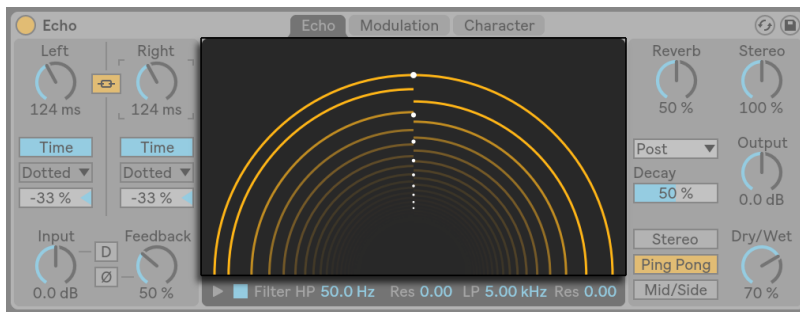 Echo
Echo Modulation Character
Left Right
124 ms 124 ms
Time Time
Dotted Dotted
-33 % -33 %
Input D Feedback
Ø
0.0 dB 50 %
Filter HP 50.0 Hz Res 0.00 LP 5.00 kHz Res 0.00
Reverb Stereo
50 % 100 %
Post Output
Decay
50 % 0.0 dB
Stereo Dry/Wet
Ping Pong
Mid/Side 70 %